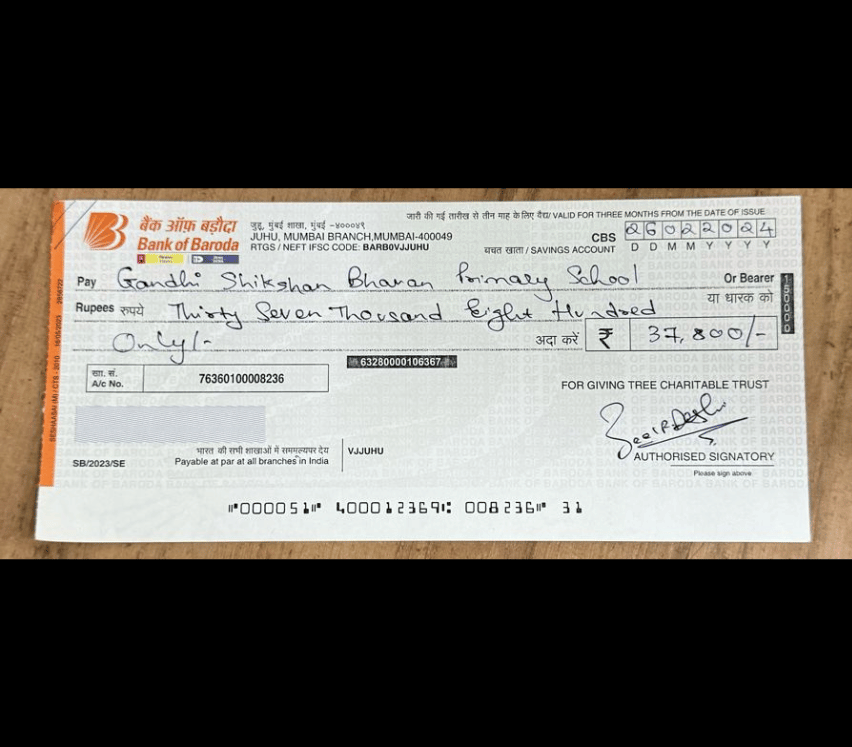 जारी की गई तारीख से तीन माह के लिए वैध/ VALID FOR THREE MONTHS FROM THE DATE OF ISSUE
बैंक ऑफ़ बड़ौदा
Bank of Baroda
जुहू, मुंबई शाखा, मुंबई -४०००४९
JUHU, MUMBAI BRANCH,MUMBAI-400049
RTGS / NEFT IFSC CODE: BARB0VJJUHU
CBS
बचत खाता / SAVINGS ACCOUNT
26022024
D D M M Y Y Y Y
Pay Gandhi Shikshan Bhavan Primary School Or Bearer
या धारक को
Rupees रुपये Thirty Seven Thousand Eight Hundred
Only/- अदा करें ₹ 37,800/-
150000
63280000106367
खा. सं.
A/c No. 76360100008236
FOR GIVING TREE CHARITABLE TRUST
AUTHORISED SIGNATORY
Please sign above
भारत की सभी शाखाओं में सममूल्यपर देय
SB/2023/SE Payable at par at all branches in India VJJUHU
⑈000051⑈ 400012369⑆ 008236⑈ 31